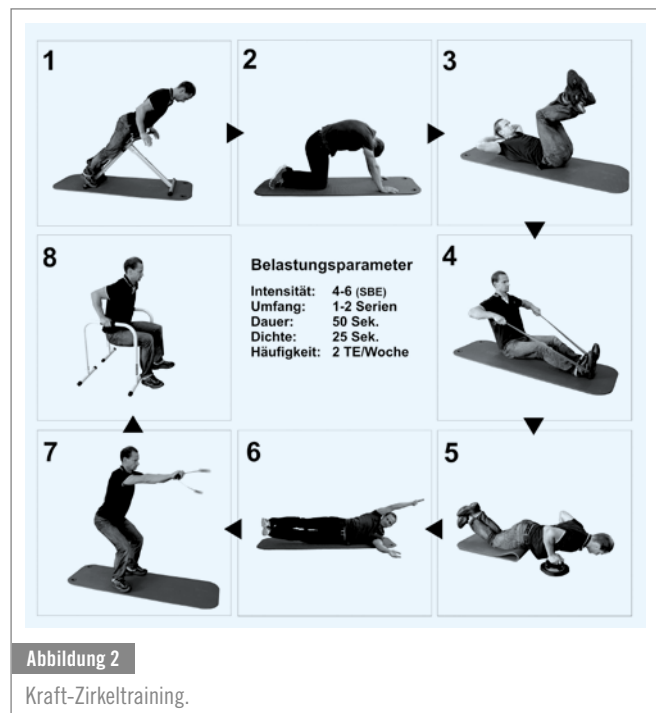 1
2
3
8
Belastungsparameter
Intensität: 4-6 (SBE)
Umfang: 1-2 Serien
Dauer: 50 Sek.
Dichte: 25 Sek.
Häufigkeit: 2 TE/Woche
4
7
6
5
Abbildung 2
Kraft-Zirkeltraining.